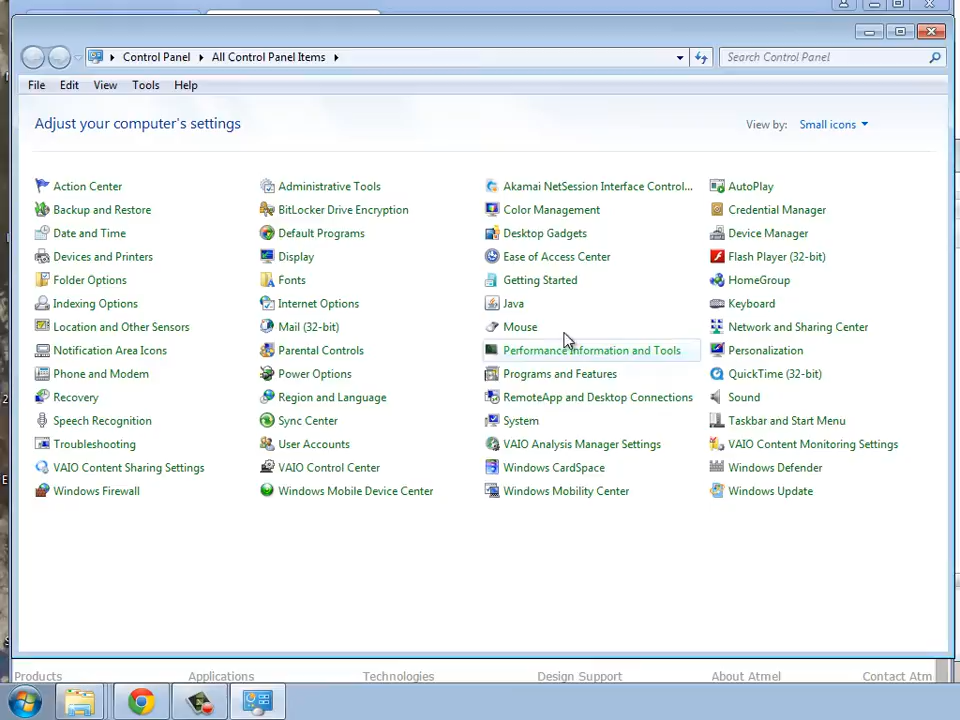 Control Panel All Control Panel Items Search Control Panel
File Edit View Tools Help
Adjust your computer's settings View by: Small icons
Action Center Administrative Tools Akamai NetSession Interface Control... AutoPlay
Backup and Restore BitLocker Drive Encryption Color Management Credential Manager
Date and Time Default Programs Desktop Gadgets Device Manager
Devices and Printers Display Ease of Access Center Flash Player (32-bit)
Folder Options Fonts Getting Started HomeGroup
Indexing Options Internet Options Java Keyboard
Location and Other Sensors Mail (32-bit) Mouse Network and Sharing Center
Notification Area Icons Parental Controls Performance Information and Tools Personalization
Phone and Modem Power Options Programs and Features QuickTime (32-bit)
Recovery Region and Language RemoteApp and Desktop Connections Sound
Speech Recognition Sync Center System Taskbar and Start Menu
Troubleshooting User Accounts VAIO Analysis Manager Settings VAIO Content Monitoring Settings
VAIO Content Sharing Settings VAIO Control Center Windows CardSpace Windows Defender
Windows Firewall Windows Mobile Device Center Windows Mobility Center Windows Update
Products Applications Technologies Design Support About Atmel Contact Atm